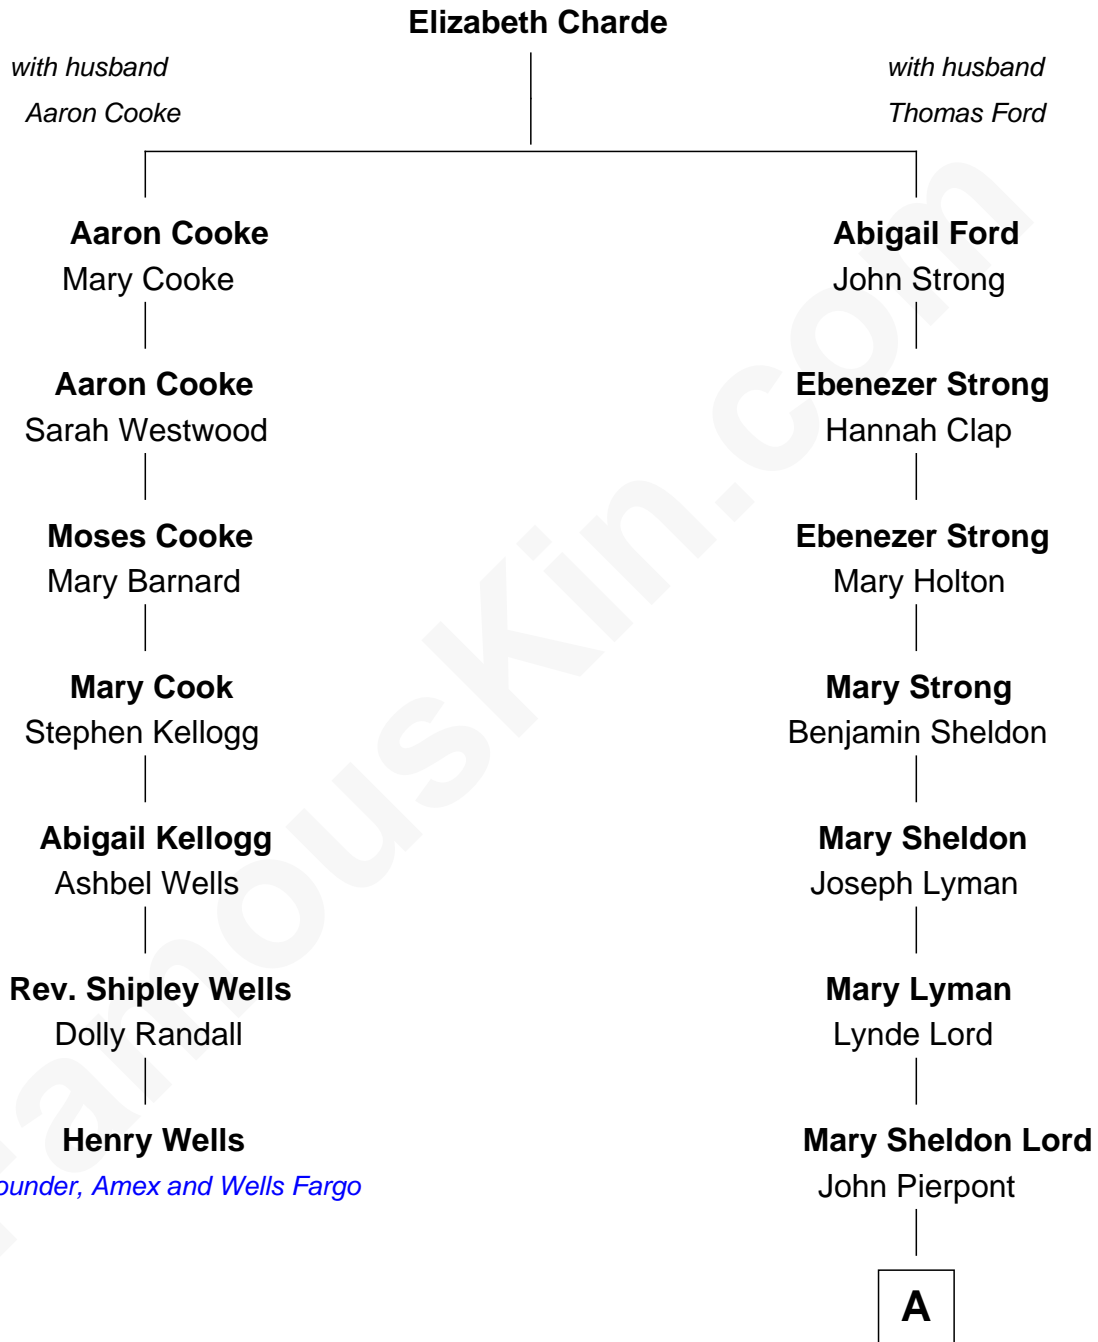 Elizabeth Charde
with husband
Aaron Cooke
with husband
Thomas Ford
Aaron Cooke
Mary Cooke
Abigail Ford
John Strong
Aaron Cooke
Sarah Westwood
Ebenezer Strong
Hannah Clap
Moses Cooke
Mary Barnard
Ebenezer Strong
Mary Holton
Mary Cook
Stephen Kellogg
Mary Strong
Benjamin Sheldon
Abigail Kellogg
Ashbel Wells
Mary Sheldon
Joseph Lyman
Rev. Shipley Wells
Dolly Randall
Mary Lyman
Lynde Lord
Henry Wells
ounder, Amex and Wells Fargo
Mary Sheldon Lord
John Pierpont
A
FamousKin.com